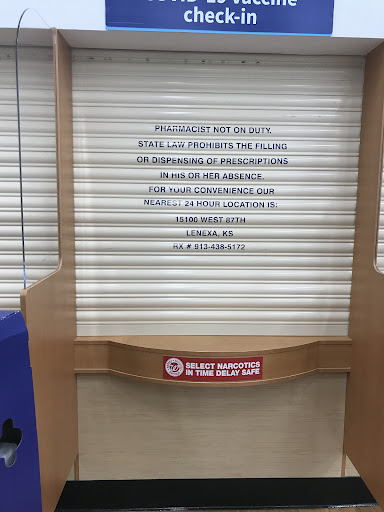 vaccine
check-in
PHARMACIST NOT ON DUTY.
STATE LAW PROHIBITS THE FILLING
OR DISPENSING OF PRESCRIPTIONS
IN HIS OR HER ABSENCE.
FOR YOUR CONVENIENCE OUR
NEAREST 24 HOUR LOCATION IS:
15100 WEST 87TH
LENEXA, KS
RX # 913-438-5172
SELECT NARCOTICS
IN TIME DELAY SAFE